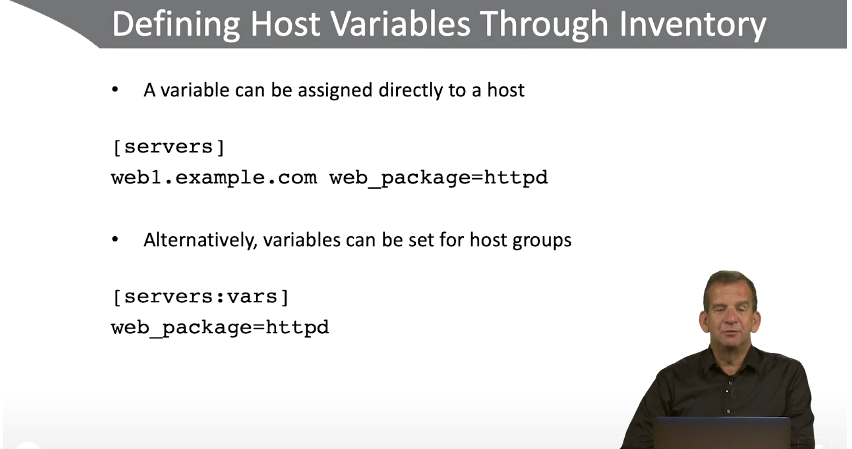 Defining Host Variables Through Inventory
• A variable can be assigned directly to a host
[servers]
web1.example.com web_package=httpd
• Alternatively, variables can be set for host groups
[servers:vars]
web_package=httpd